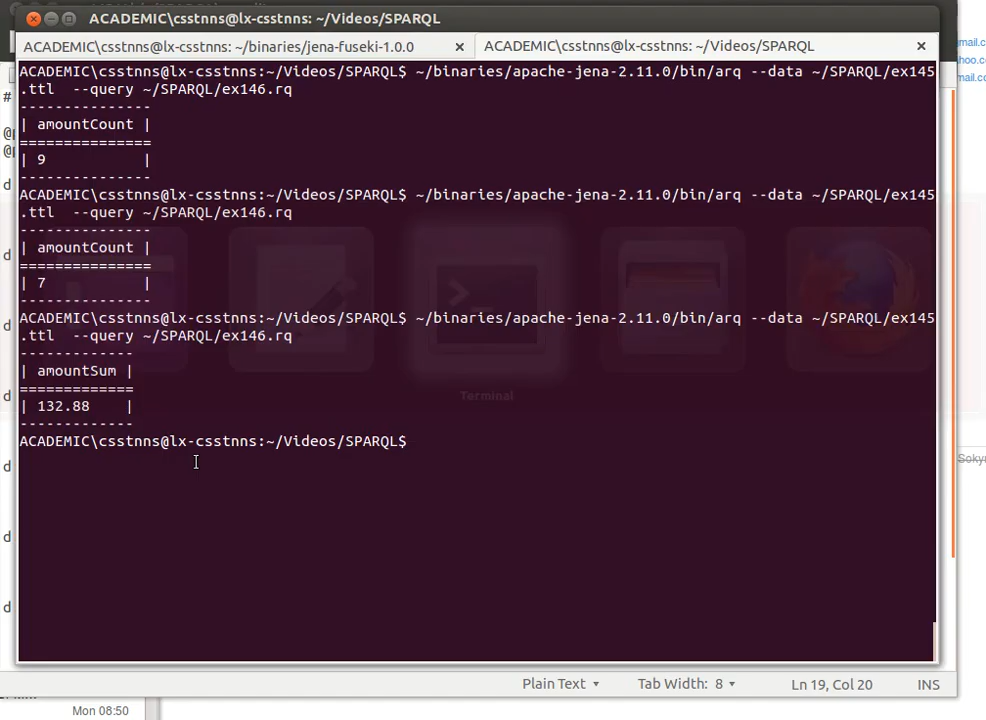 ACADEMIC\csstnns@lx-csstnns: ~/Videos/SPARQL
ACADEMIC\csstnns@lx-csstnns: ~/binaries/jena-fuseki-1.0.0 × ACADEMIC\csstnns@lx-csstnns: ~/Videos/SPARQL ×
ACADEMIC\csstnns@lx-csstnns:~/Videos/SPARQL$ ~/binaries/apache-jena-2.11.0/bin/arq --data ~/SPARQL/ex145
.ttl  --query ~/SPARQL/ex146.rq
---------------
| amountCount |
===============
| 9           |
---------------
ACADEMIC\csstnns@lx-csstnns:~/Videos/SPARQL$ ~/binaries/apache-jena-2.11.0/bin/arq --data ~/SPARQL/ex145
.ttl  --query ~/SPARQL/ex146.rq
---------------
| amountCount |
===============
| 7           |
---------------
ACADEMIC\csstnns@lx-csstnns:~/Videos/SPARQL$ ~/binaries/apache-jena-2.11.0/bin/arq --data ~/SPARQL/ex145
.ttl  --query ~/SPARQL/ex146.rq
-------------
| amountSum |
=============
| 132.88    |
-------------
Terminal
ACADEMIC\csstnns@lx-csstnns:~/Videos/SPARQL$
Plain Text Tab Width: 8 Ln 19, Col 20 INS
Mon 08:50
#
@
@
d
d
d
d
d
d
d
mail.c
hoo.c
mail.c
Soky